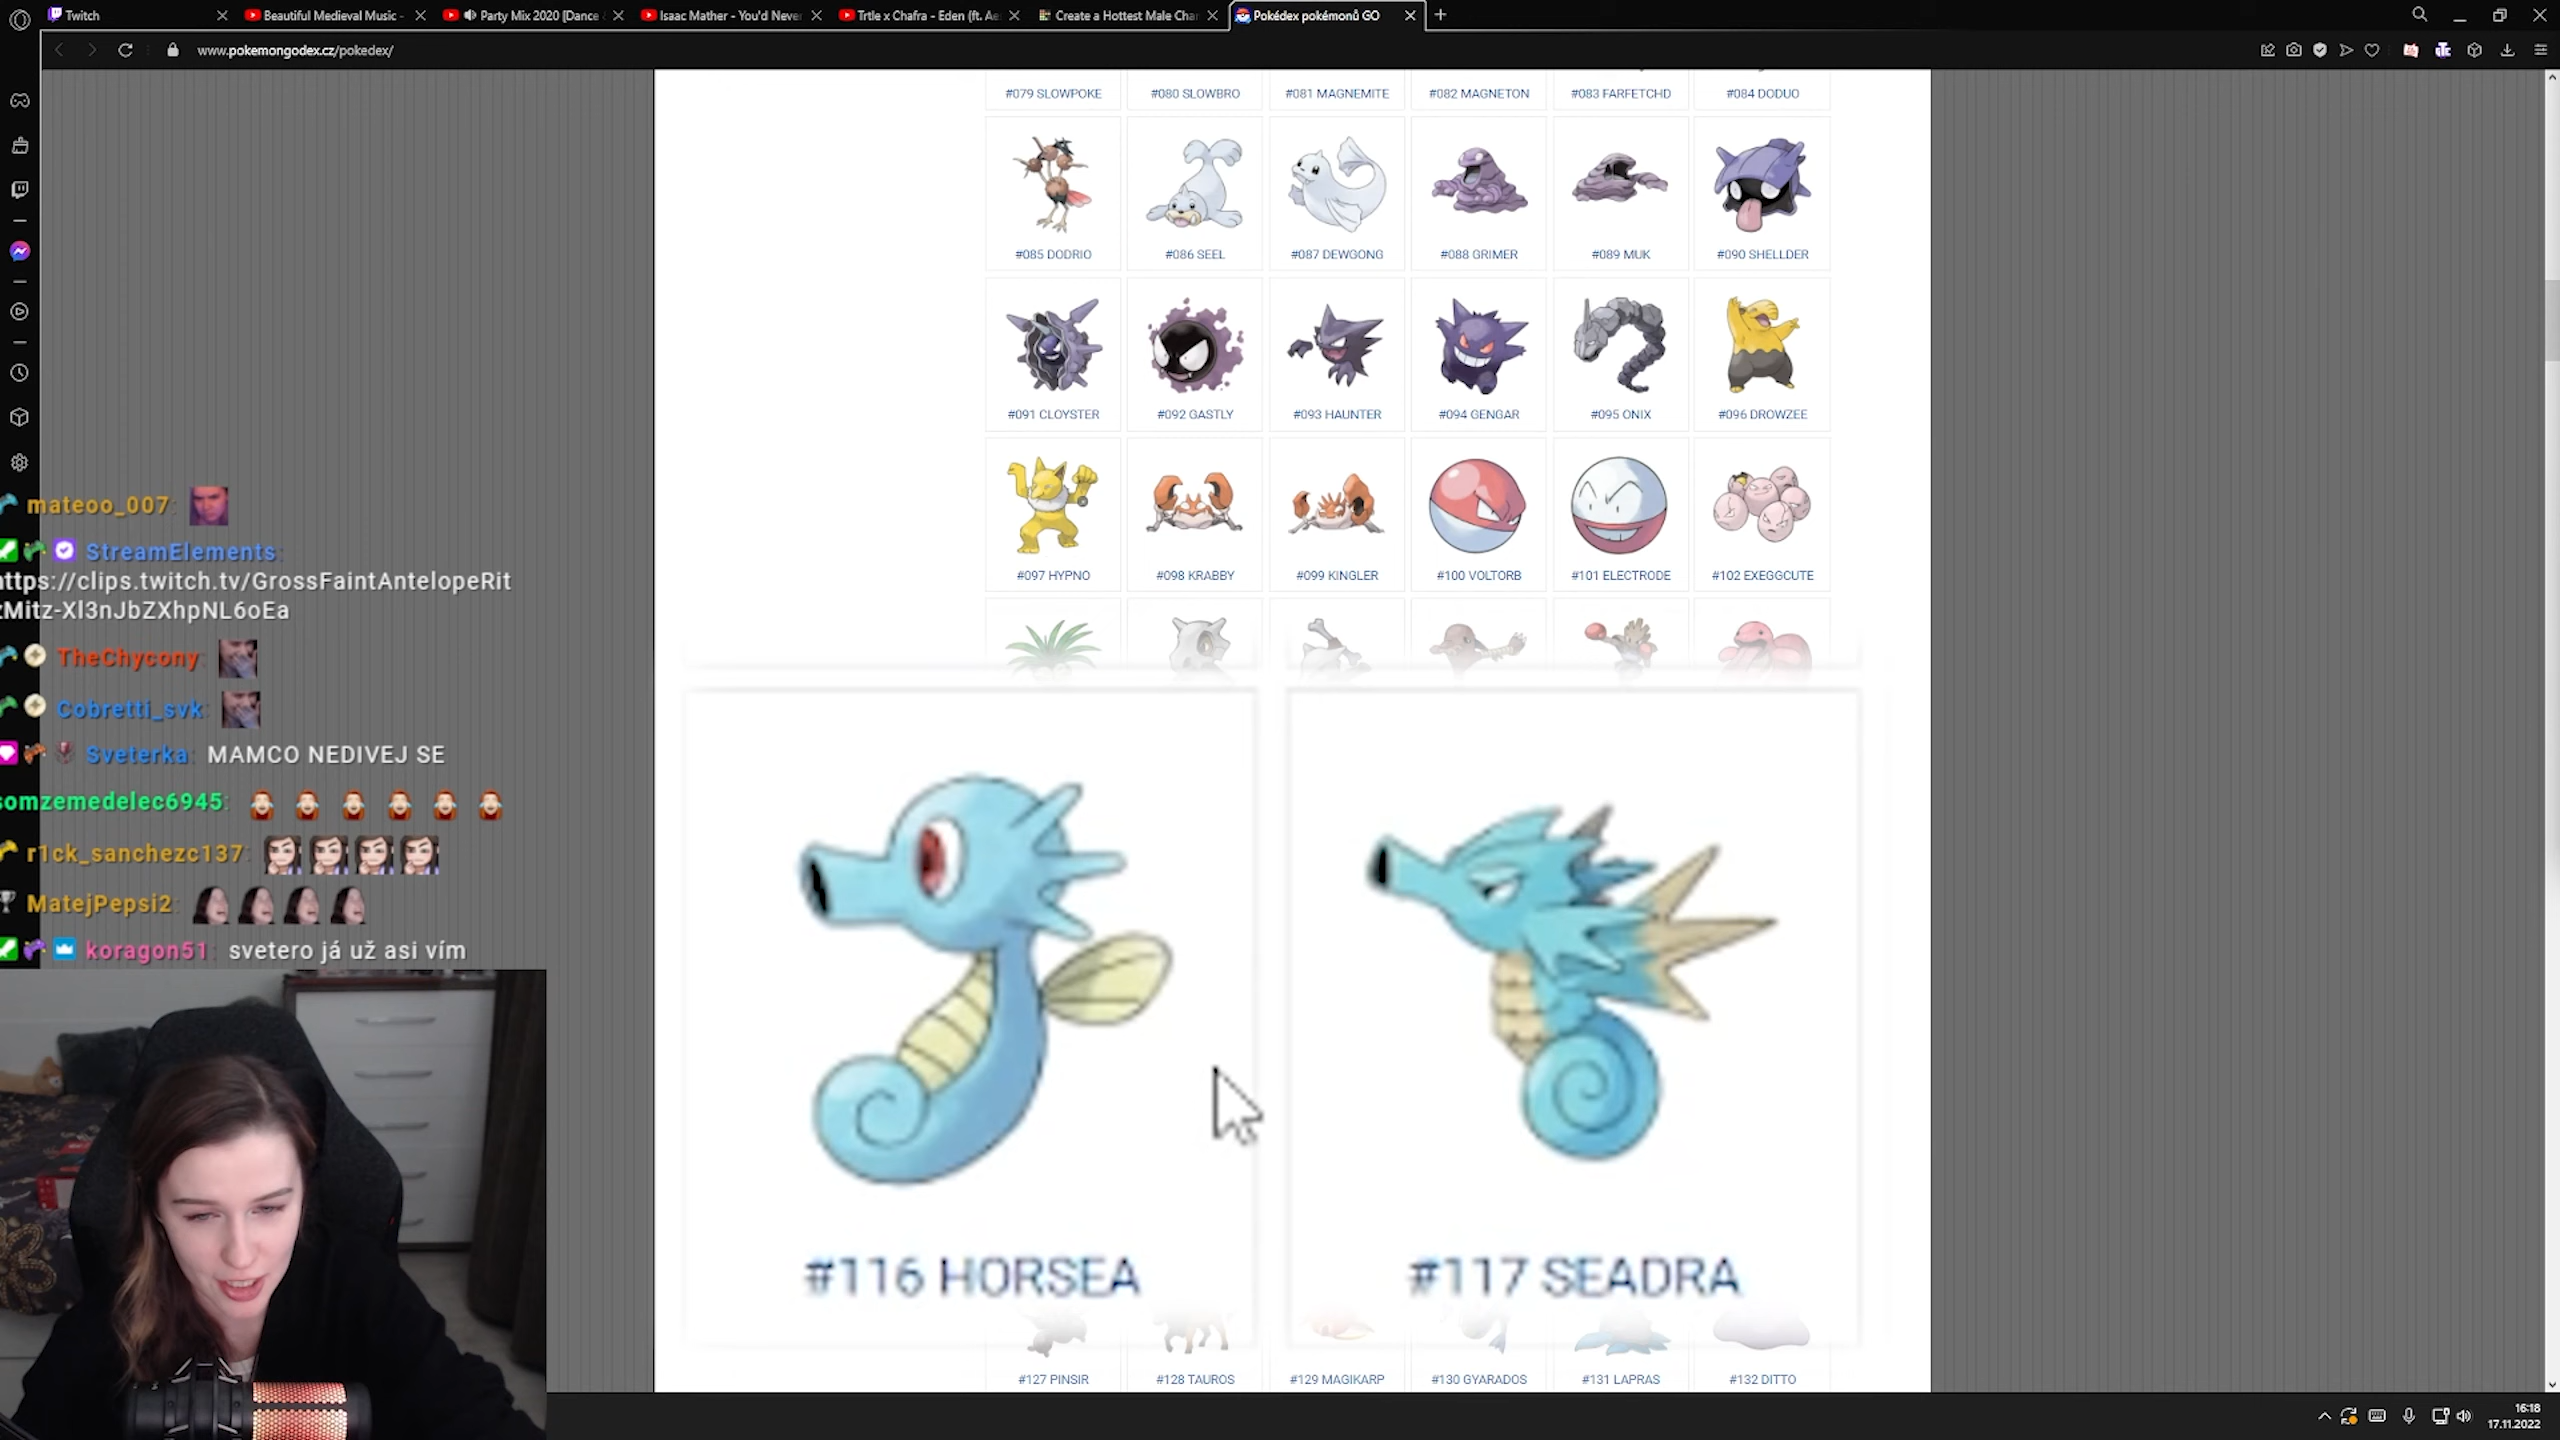 Twitch
Beautiful Medieval Music -
Party Mix 2020 [Dance
Isaac Mather - You'd Never
Trtle x Chafra - Eden (ft. Ae
Create a Hottest Male Cha
Pokédex pokémonů GO
www.pokemongodex.cz/pokedex/
#079 SLOWPOKE
#080 SLOWBRO
#081 MAGNEMITE
#082 MAGNETON
#083 FARFETCHD
#084 DODUO
#085 DODRIO
#086 SEEL
#087 DEWGONG
#088 GRIMER
#089 MUK
#090 SHELLDER
#091 CLOYSTER
#092 GASTLY
#093 HAUNTER
#094 GENGAR
#095 ONIX
#096 DROWZEE
#097 HYPNO
#098 KRABBY
#099 KINGLER
#100 VOLTORB
#101 ELECTRODE
#102 EXEGGCUTE
mateoo_007:
StreamElements:
https://clips.twitch.tv/GrossFaintAntelopeRit
zMitz-Xl3nJbZXhpNL6oEa
TheChycony:
Cobretti_svk:
Sveterka: MAMCO NEDIVEJ SE
somzemedelec6945:
r1ck_sanchezc137:
MatejPepsi2:
koragon51: svetero já už asi vím
#116 HORSEA
#117 SEADRA
#127 PINSIR
#128 TAUROS
#129 MAGIKARP
#130 GYARADOS
#131 LAPRAS
#132 DITTO
16:18
17.11.2022